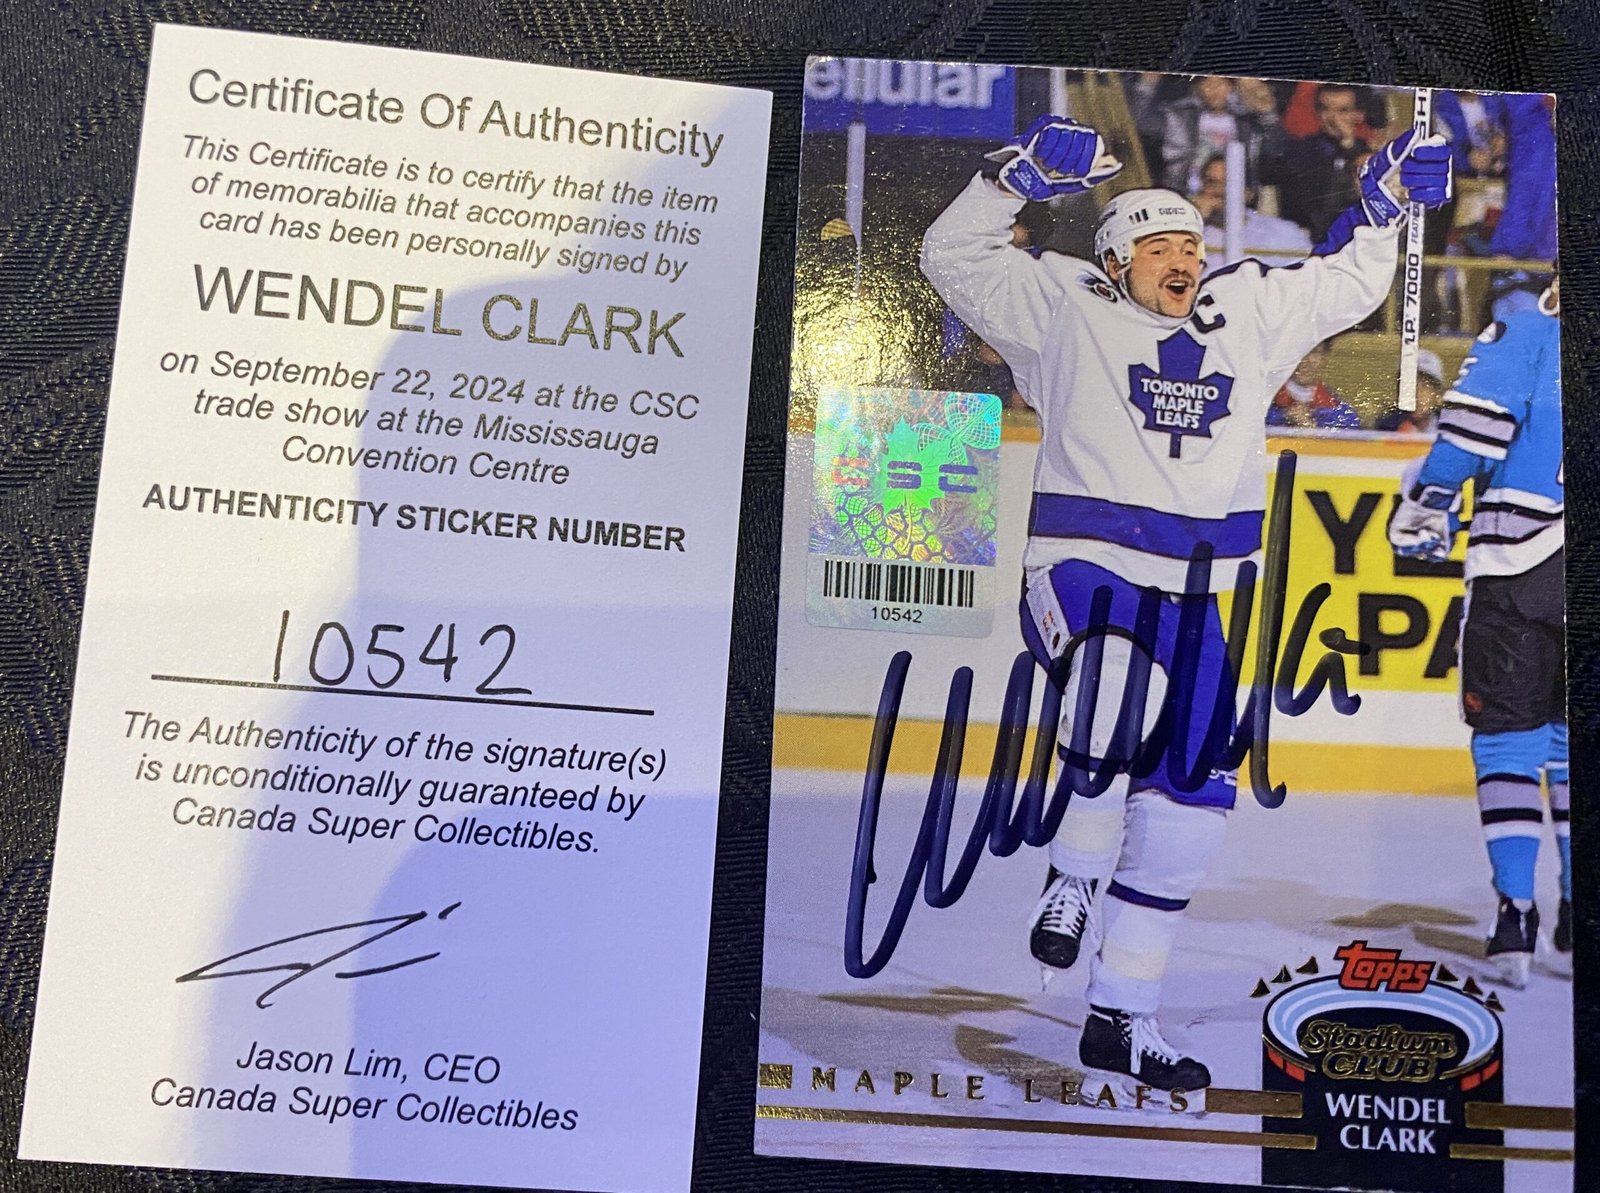 Certificate Of Authenticity
This Certificate is to certify that the item
of memorabilia that accompanies this
card has been personally signed by
WENDEL CLARK
on September 22, 2024 at the CSC
trade show at the Mississauga
Convention Centre
AUTHENTICITY STICKER NUMBER
10542
The Authenticity of the signature(s)
is unconditionally guaranteed by
Canada Super Collectibles.
Jason Lim, CEO
Canada Super Collectibles
ellular
C
TORONTO
MAPLE
LEAFS
Z.P. 7000
CSC
10542
YE
PA
topps
Stadium
CLUB
MAPLE LEAFS
WENDEL
CLARK